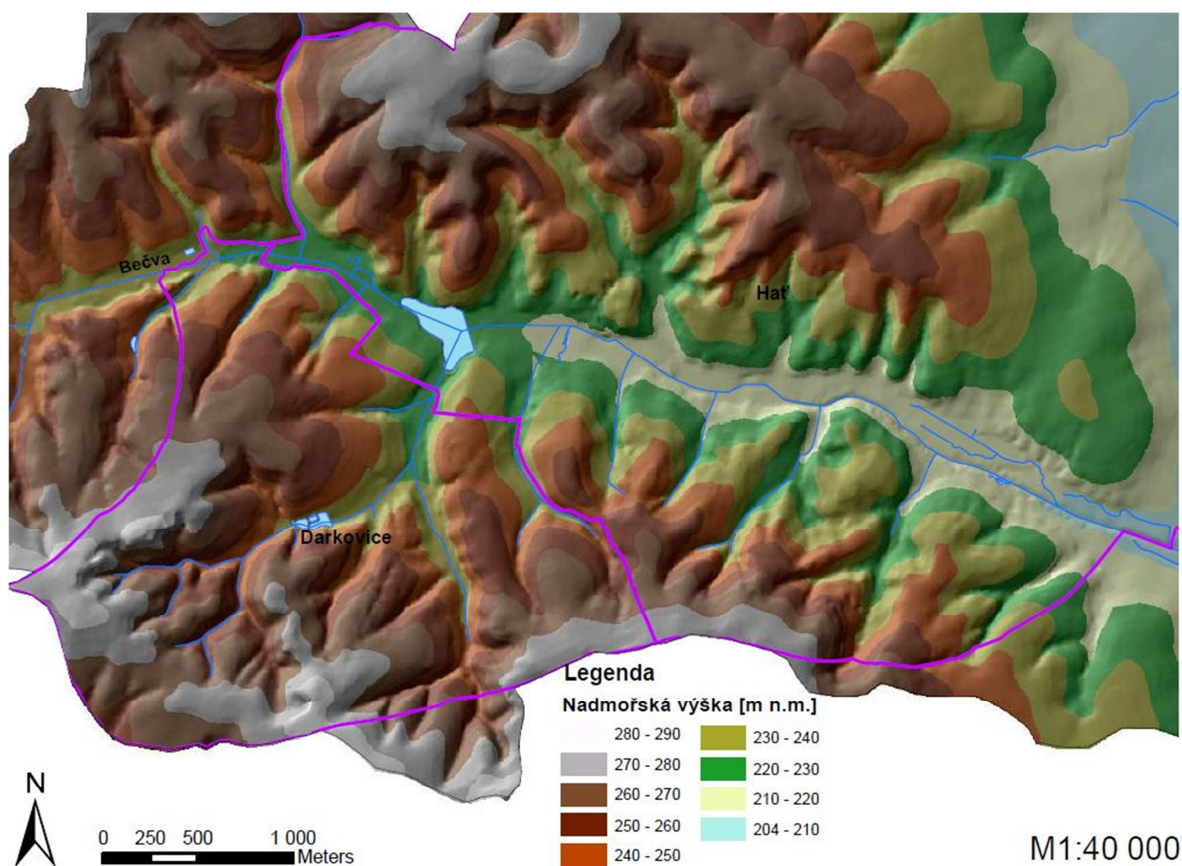 Bečva
Hať
Darkovice
Legenda
Nadmořská výška [m n.m.]
280 - 290
270 - 280
260 - 270
250 - 260
240 - 250
230 - 240
220 - 230
210 - 220
204 - 210
N
0 250 500 1 000
Meters
M1:40 000